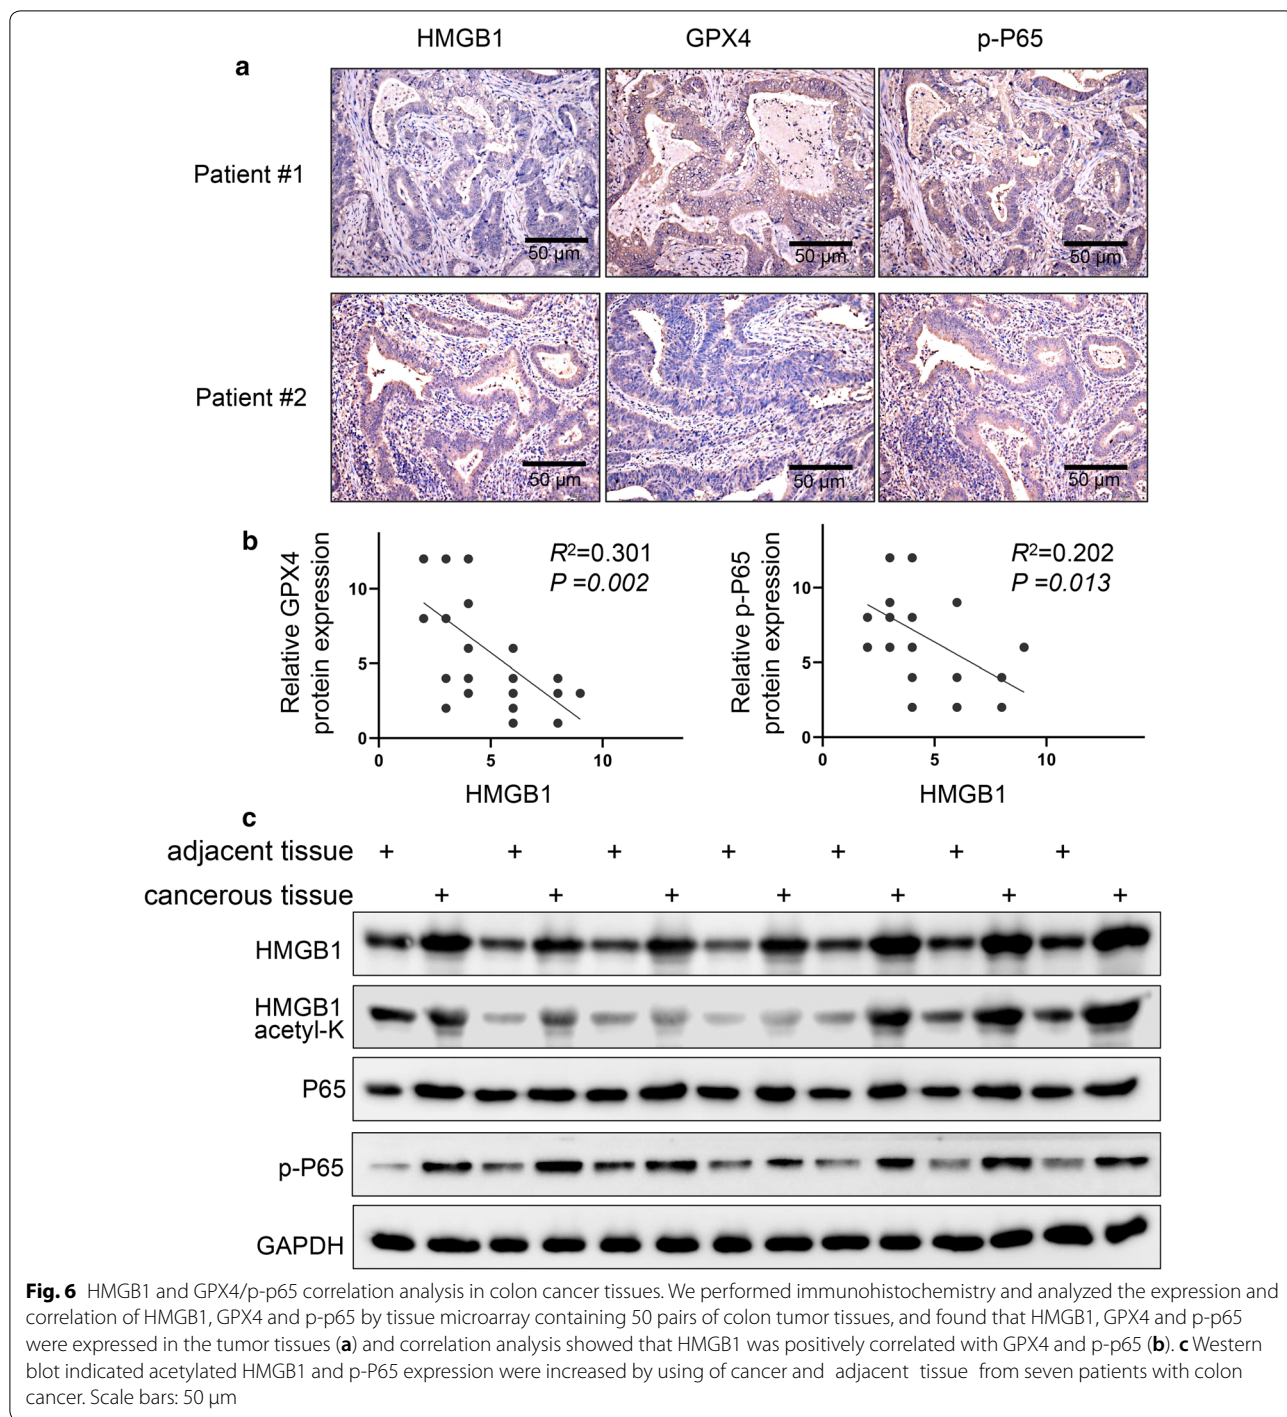 HMGB1 GPX4 p-P65
a
Patient #1
50 µm 50 µm 50 µm
Patient #2
50 µm 50 µm 50 µm
b
Relative GPX4
protein expression
10
5
0
0 5 10
R²=0.301
P =0.002
HMGB1
Relative p-P65
protein expression
10
5
0
0 5 10
R²=0.202
P =0.013
HMGB1
c
adjacent tissue + + + + + + +
cancerous tissue + + + + + + +
HMGB1
HMGB1
acetyl-K
P65
p-P65
GAPDH
Fig. 6 HMGB1 and GPX4/p-p65 correlation analysis in colon cancer tissues. We performed immunohistochemistry and analyzed the expression and
correlation of HMGB1, GPX4 and p-p65 by tissue microarray containing 50 pairs of colon tumor tissues, and found that HMGB1, GPX4 and p-p65
were expressed in the tumor tissues (a) and correlation analysis showed that HMGB1 was positively correlated with GPX4 and p-p65 (b). c Western
blot indicated acetylated HMGB1 and p-P65 expression were increased by using of cancer and adjacent tissue from seven patients with colon
cancer. Scale bars: 50 µm